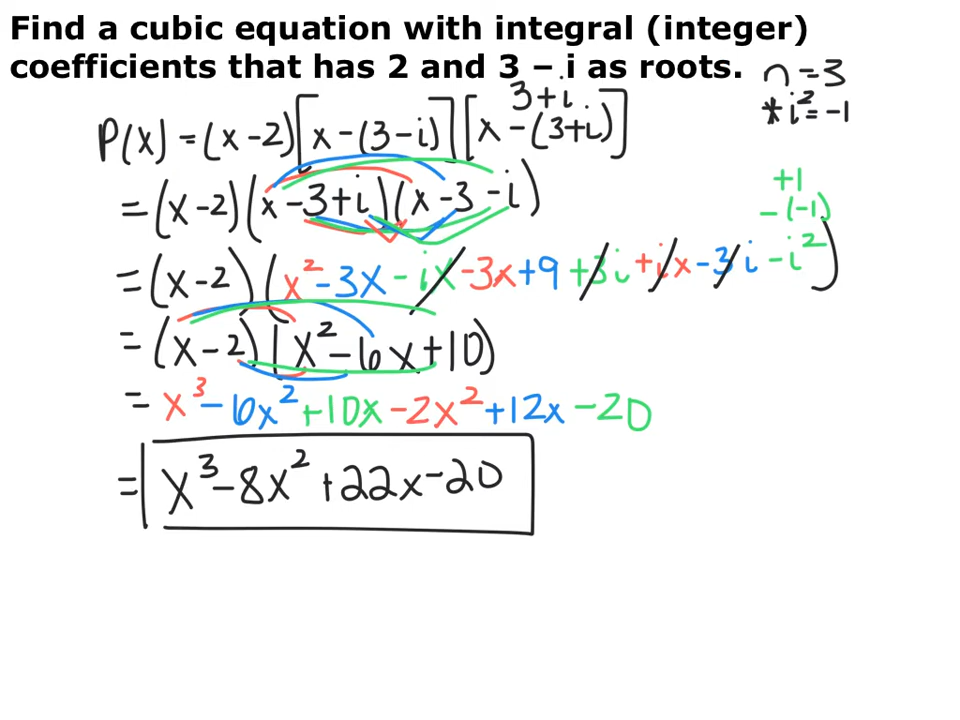 Find a cubic equation with integral (integer)
coefficients that has 2 and 3 – i as roots.
n = 3
3+i
* i² = -1
P(x) = (x-2)[x-(3-i)][x-(3+i)]
= (x-2)(x-3+i)(x-3-i)
+1
-(-1)
= (x-2)(x²-3x-ix-3x+9+3i+ix-3i-i²)
= (x-2)(x²-6x+10)
= x³-6x²+10x-2x²+12x-20
= x³-8x²+22x-20